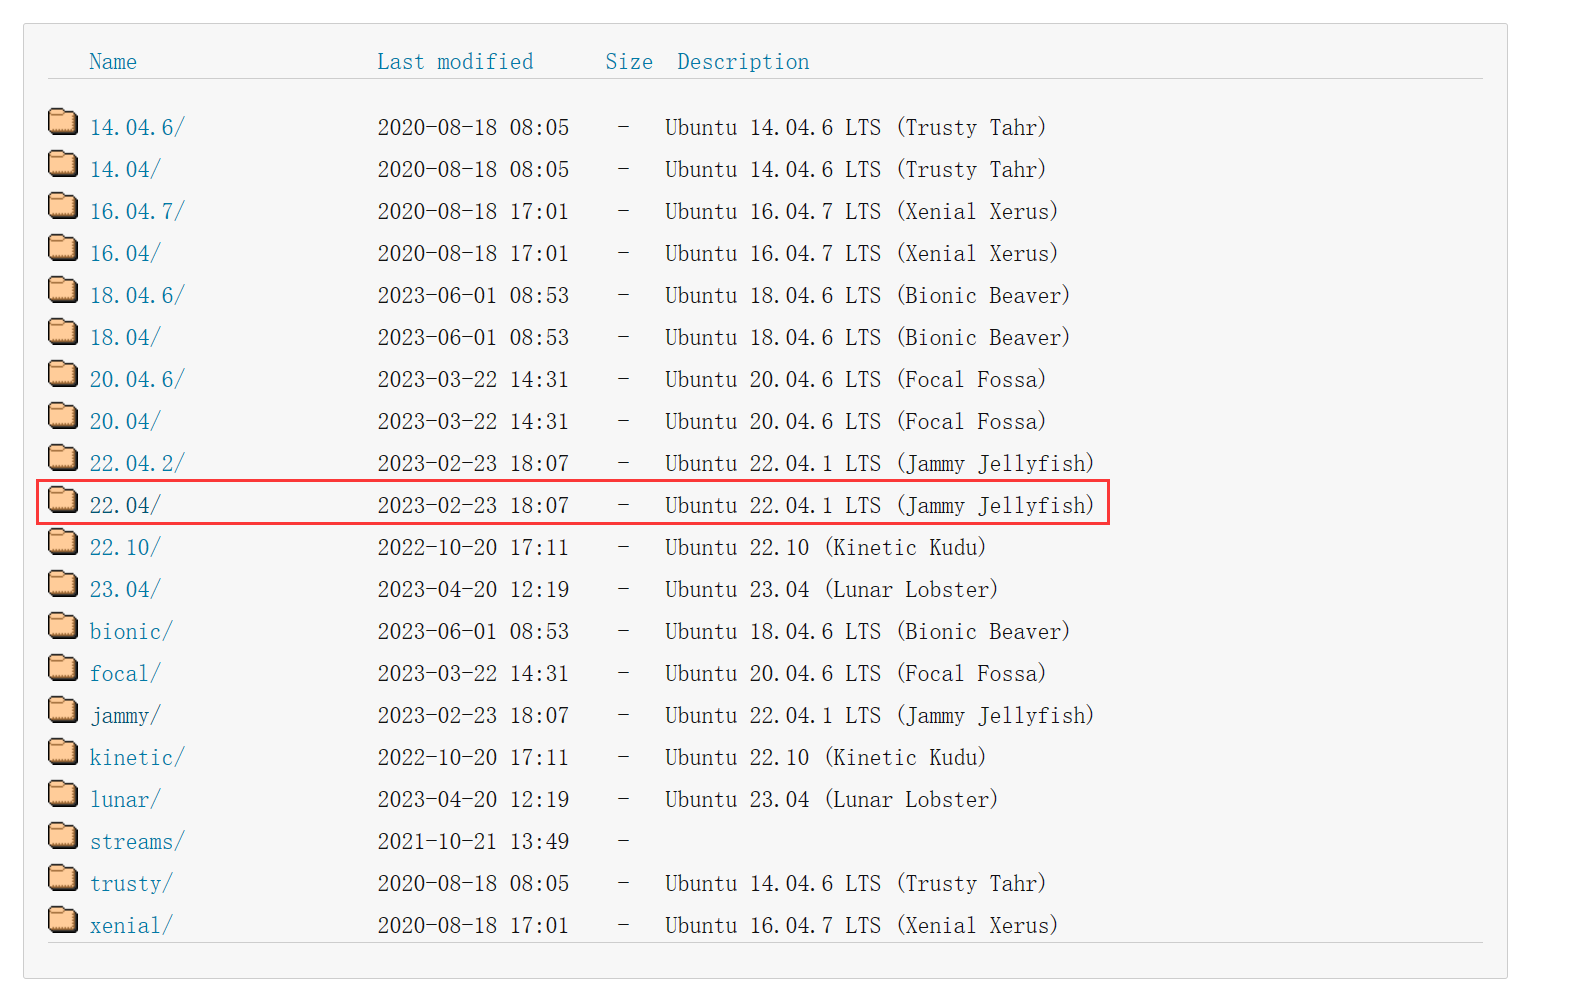 Name Last modified Size Description
14.04.6/ 2020-08-18 08:05 - Ubuntu 14.04.6 LTS (Trusty Tahr)
14.04/ 2020-08-18 08:05 - Ubuntu 14.04.6 LTS (Trusty Tahr)
16.04.7/ 2020-08-18 17:01 - Ubuntu 16.04.7 LTS (Xenial Xerus)
16.04/ 2020-08-18 17:01 - Ubuntu 16.04.7 LTS (Xenial Xerus)
18.04.6/ 2023-06-01 08:53 - Ubuntu 18.04.6 LTS (Bionic Beaver)
18.04/ 2023-06-01 08:53 - Ubuntu 18.04.6 LTS (Bionic Beaver)
20.04.6/ 2023-03-22 14:31 - Ubuntu 20.04.6 LTS (Focal Fossa)
20.04/ 2023-03-22 14:31 - Ubuntu 20.04.6 LTS (Focal Fossa)
22.04.2/ 2023-02-23 18:07 - Ubuntu 22.04.1 LTS (Jammy Jellyfish)
22.04/ 2023-02-23 18:07 - Ubuntu 22.04.1 LTS (Jammy Jellyfish)
22.10/ 2022-10-20 17:11 - Ubuntu 22.10 (Kinetic Kudu)
23.04/ 2023-04-20 12:19 - Ubuntu 23.04 (Lunar Lobster)
bionic/ 2023-06-01 08:53 - Ubuntu 18.04.6 LTS (Bionic Beaver)
focal/ 2023-03-22 14:31 - Ubuntu 20.04.6 LTS (Focal Fossa)
jammy/ 2023-02-23 18:07 - Ubuntu 22.04.1 LTS (Jammy Jellyfish)
kinetic/ 2022-10-20 17:11 - Ubuntu 22.10 (Kinetic Kudu)
lunar/ 2023-04-20 12:19 - Ubuntu 23.04 (Lunar Lobster)
streams/ 2021-10-21 13:49 -
trusty/ 2020-08-18 08:05 - Ubuntu 14.04.6 LTS (Trusty Tahr)
xenial/ 2020-08-18 17:01 - Ubuntu 16.04.7 LTS (Xenial Xerus)